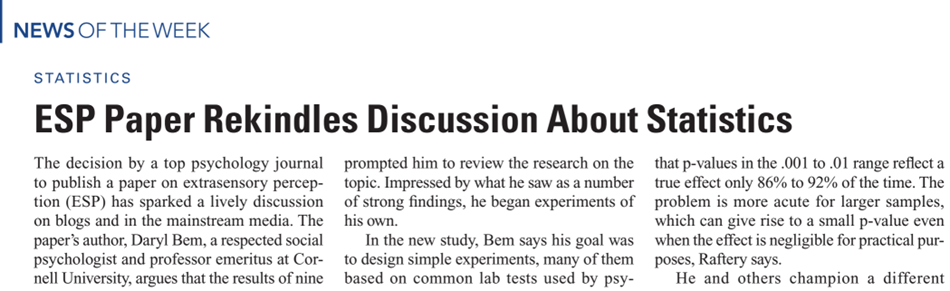 NEWS OF THE WEEK
STATISTICS
ESP Paper Rekindles Discussion About Statistics
The decision by a top psychology journal
to publish a paper on extrasensory percep-
tion (ESP) has sparked a lively discussion
on blogs and in the mainstream media. The
paper's author, Daryl Bem, a respected social
psychologist and professor emeritus at Cor-
nell University, argues that the results of nine
prompted him to review the research on the
topic. Impressed by what he saw as a number
of strong findings, he began experiments of
his own.
In the new study, Bem says his goal was
to design simple experiments, many of them
based on common lab tests used by psy-
that p-values in the .001 to .01 range reflect a
true effect only 86% to 92% of the time. The
problem is more acute for larger samples,
which can give rise to a small p-value even
when the effect is negligible for practical pur-
poses, Raftery says.
He and others champion a different